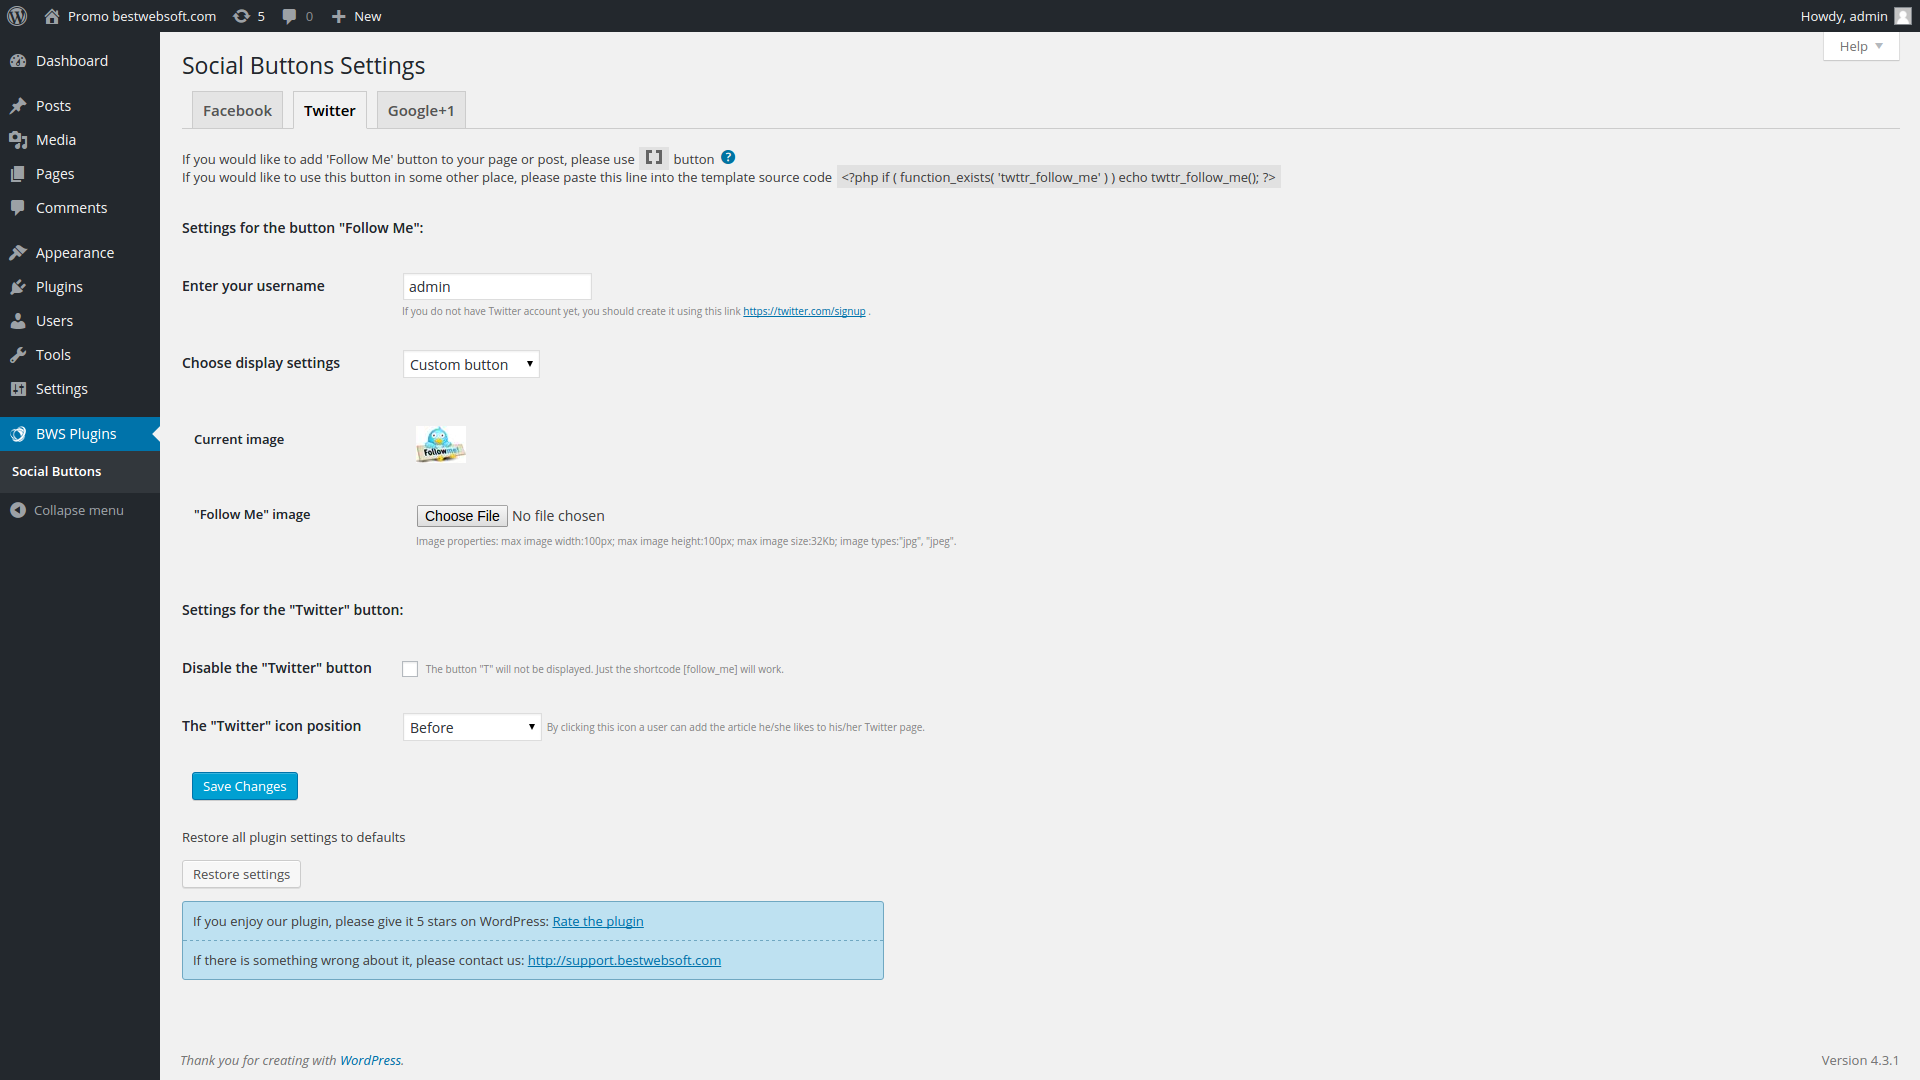 Promo bestwebsoft.com 5 0 New Howdy, admin
Help
Dashboard
Posts
Media
Pages
Comments
Appearance
Plugins
Users
Tools
Settings
BWS Plugins
Social Buttons
Collapse menu
Social Buttons Settings
Facebook Twitter Google+1
If you would like to add 'Follow Me' button to your page or post, please use [] button ?
If you would like to use this button in some other place, please paste this line into the template source code <?php if ( function_exists( 'twttr_follow_me' ) ) echo twttr_follow_me(); ?>
Settings for the button "Follow Me":
Enter your username admin
If you do not have Twitter account yet, you should create it using this link https://twitter.com/signup .
Choose display settings Custom button
Current image Followme!
"Follow Me" image Choose File No file chosen
Image properties: max image width:100px; max image height:100px; max image size:32Kb; image types:"jpg", "jpeg".
Settings for the "Twitter" button:
Disable the "Twitter" button The button "T" will not be displayed. Just the shortcode [follow_me] will work.
The "Twitter" icon position Before By clicking this icon a user can add the article he/she likes to his/her Twitter page.
Save Changes
Restore all plugin settings to defaults
Restore settings
If you enjoy our plugin, please give it 5 stars on WordPress: Rate the plugin
If there is something wrong about it, please contact us: http://support.bestwebsoft.com
Thank you for creating with WordPress. Version 4.3.1